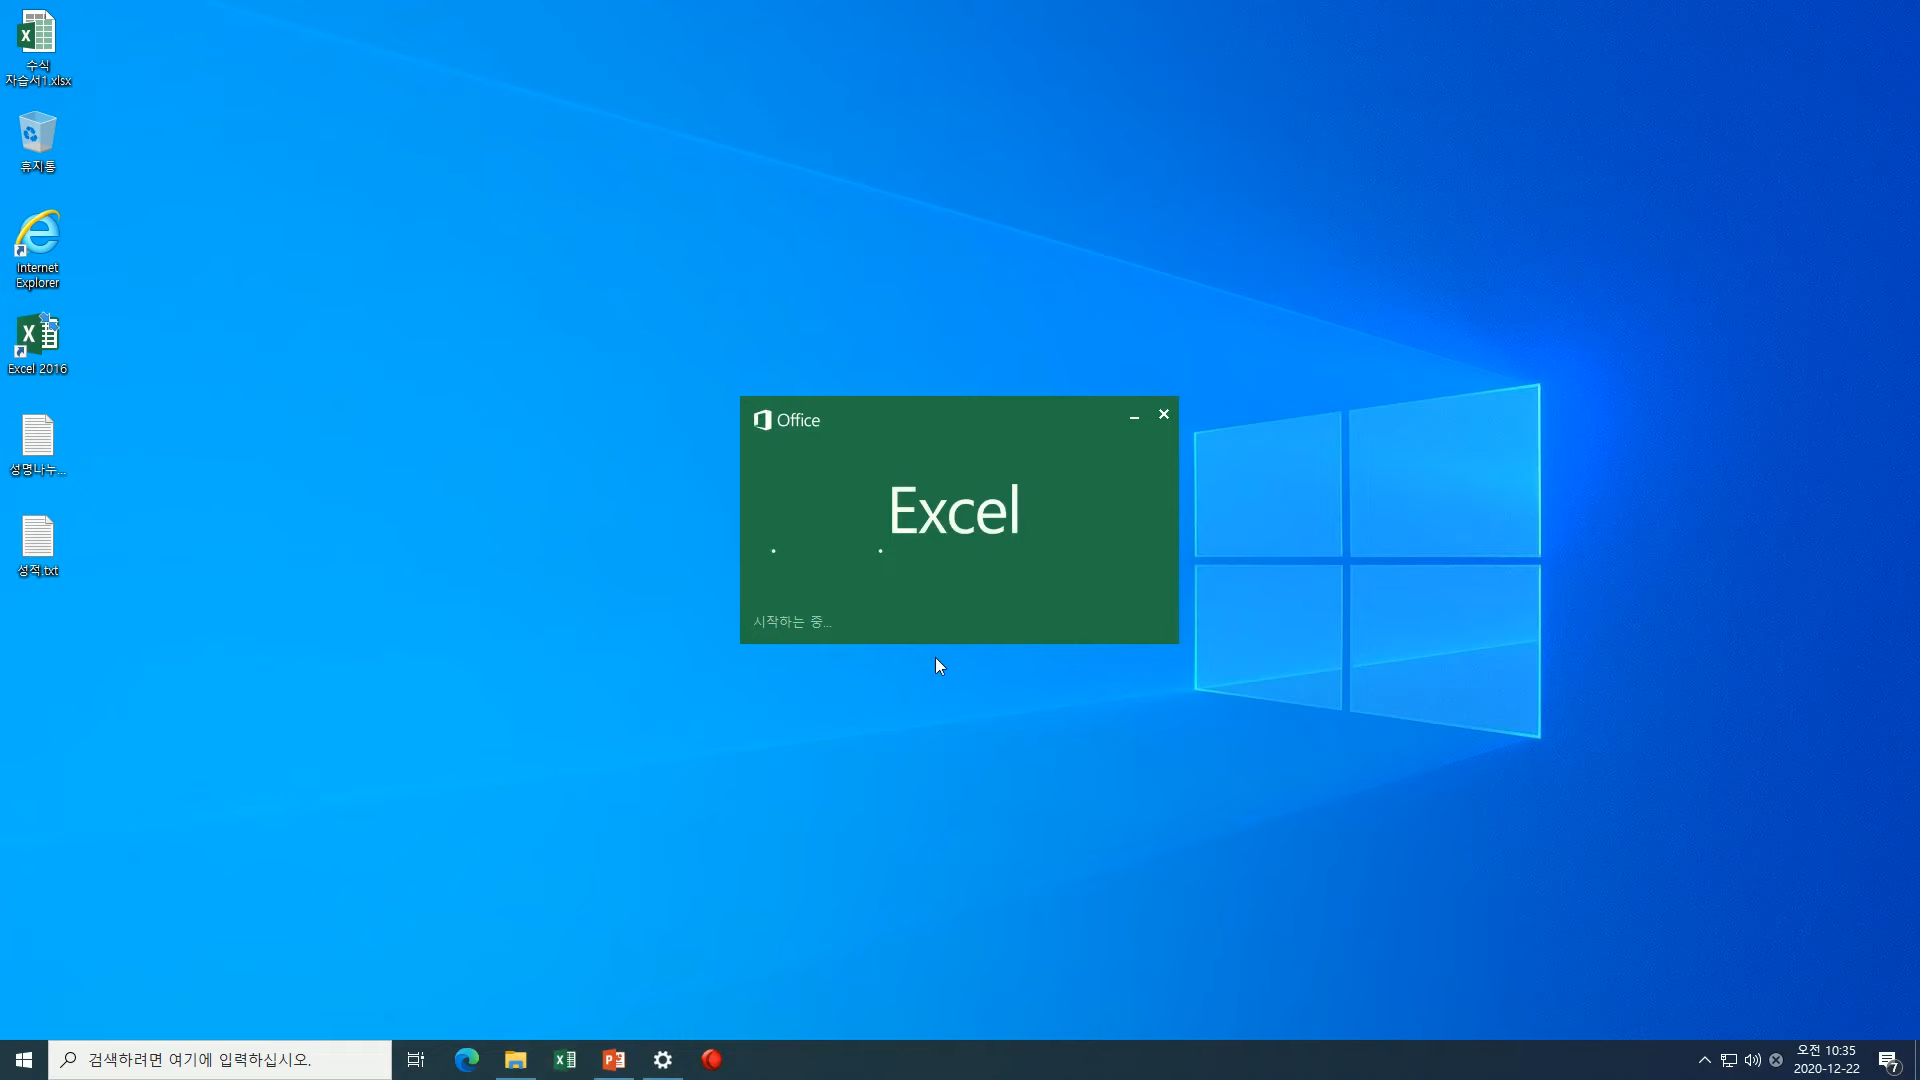 수식
자습서1.xlsx
휴지통
Internet
Explorer
Excel 2016
성명나누...
성적.txt
Office
Excel
시작하는 중...
검색하려면 여기에 입력하십시오.
오전 10:35
2020-12-22
7